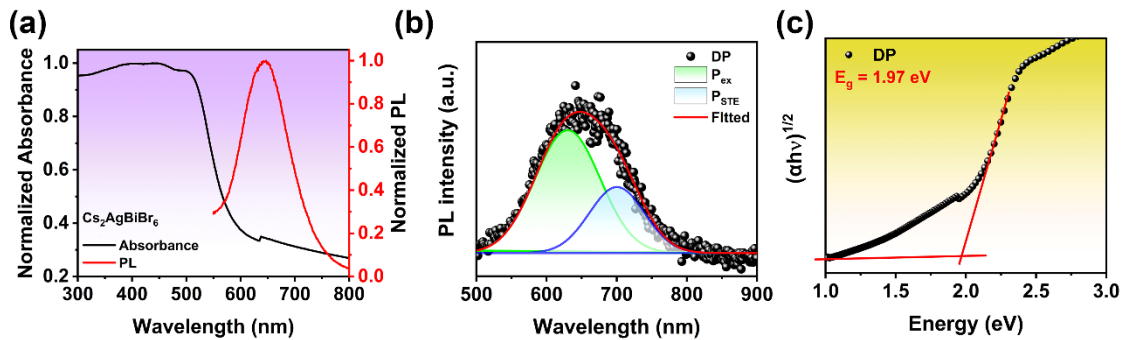 (a)
Normalized Absorbance
1.0
0.8
0.6
0.4
0.2
Cs₂AgBiBr₆
Absorbance
PL
300 400 500 600 700 800
Wavelength (nm)
1.0
0.8
0.6
0.4
0.2
0.0
Normalized PL
(b)
PL intensity (a.u.)
DP
P_ex
P_STE
FItted
500 600 700 800 900
Wavelength (nm)
(c)
(αhν)^1/2
DP
E_g = 1.97 eV
1.0 1.5 2.0 2.5 3.0
Energy (eV)